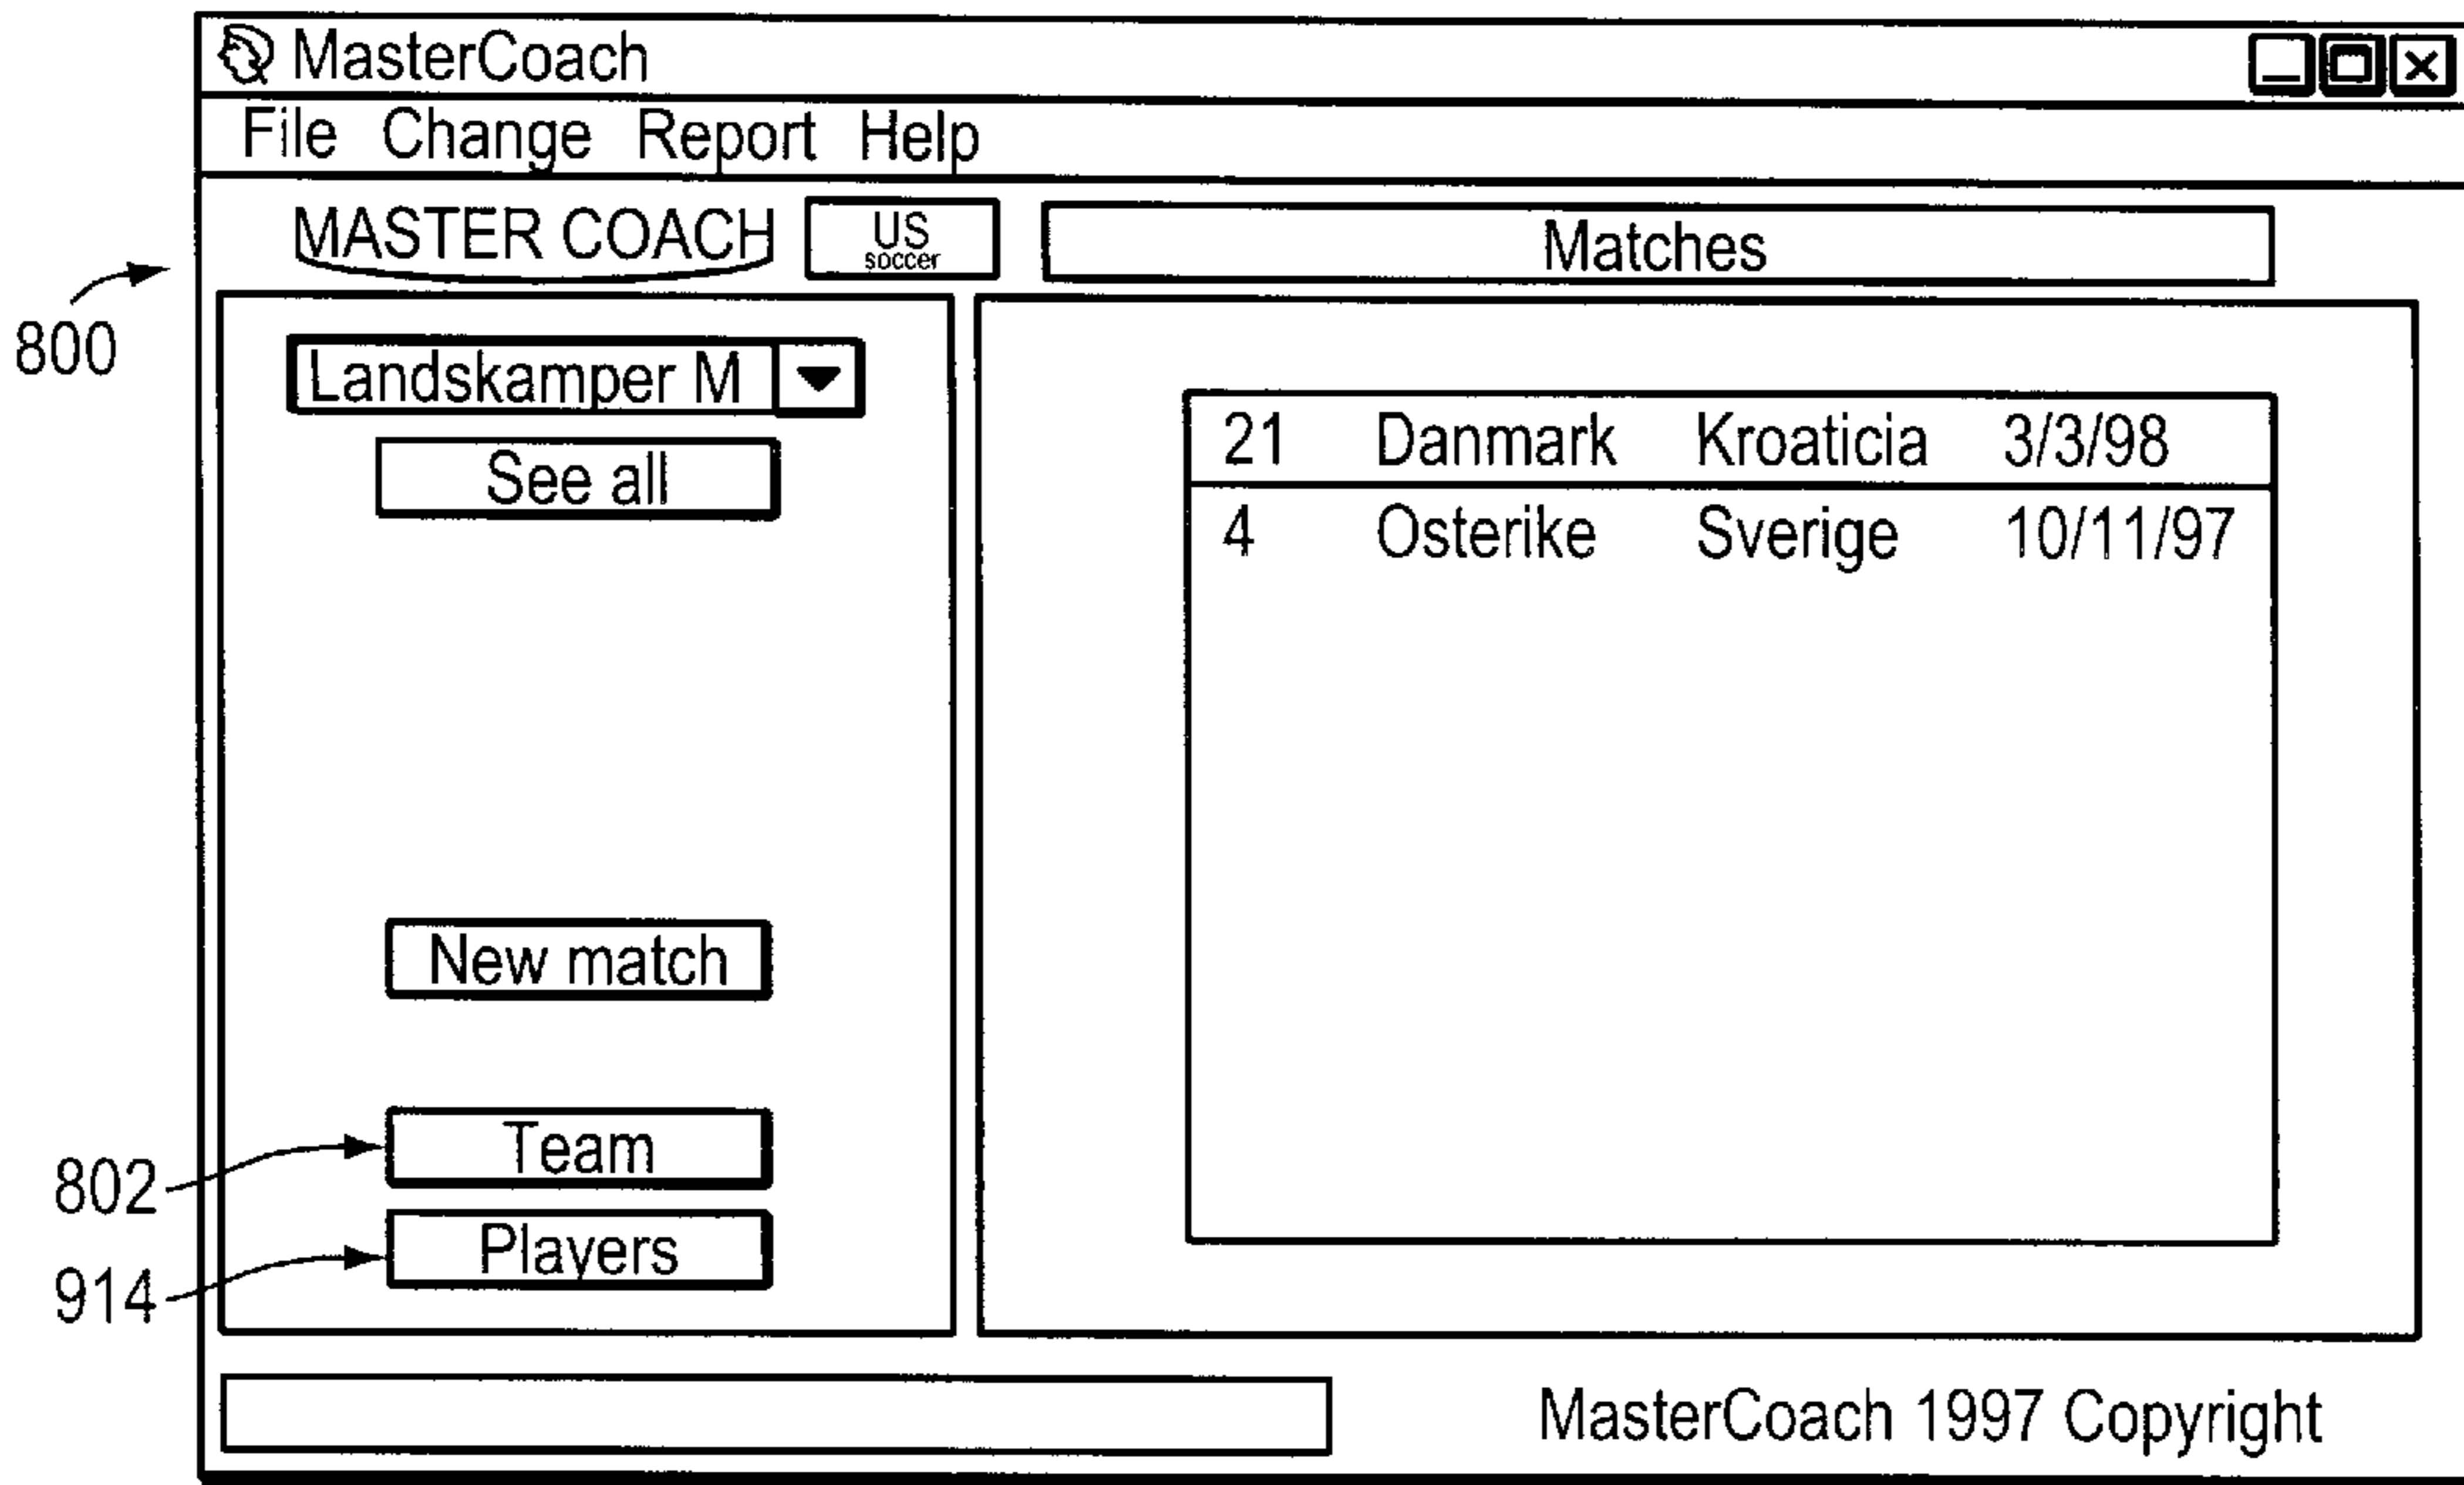 MasterCoach
File Change Report Help
MASTER COACH
US
soccer
Matches
800
Landskamper M
See all
21 Danmark Kroaticia 3/3/98
4 Osterike Sverige 10/11/97
New match
802
Team
914
Players
MasterCoach 1997 Copyright